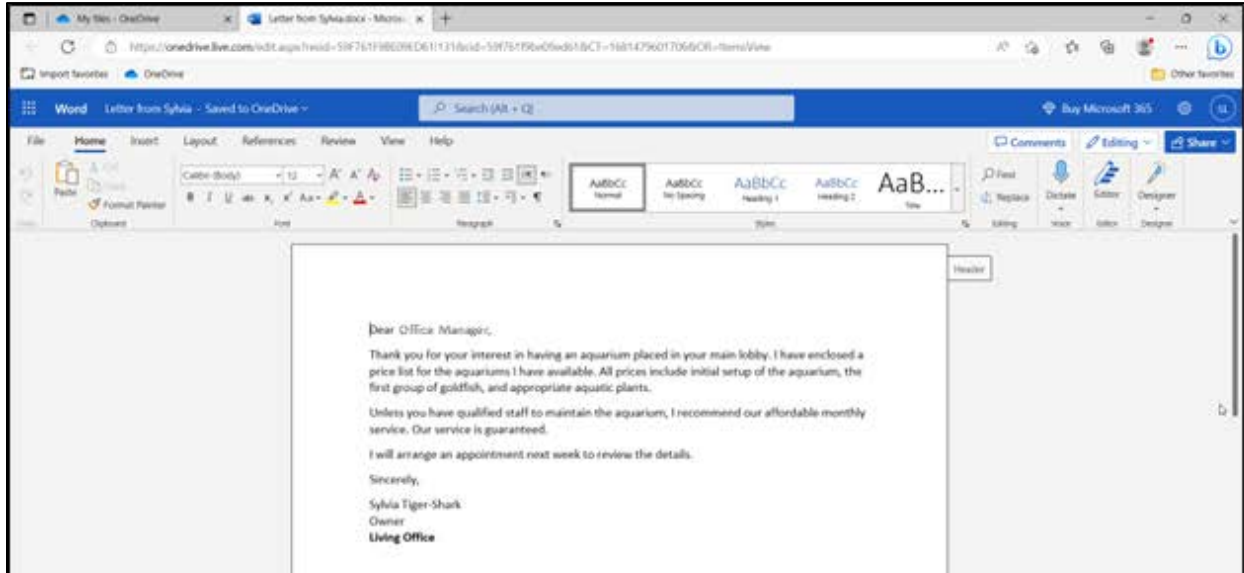 My files - OneDrive
Letter from Sylvia.docx - Micros
Import favorites
OneDrive
Other favorites
Word
Letter from Sylvia - Saved to OneDrive
Search (Alt + Q)
Buy Microsoft 365
SL
File Home Insert Layout References Review View Help
Comments
Editing
Share
Paste
Format Painter
Clipboard
Calibri (Body)
12
Font
Paragraph
AaBbCc
Normal
AaBbCc
No Spacing
AaBbCc
Heading 1
AaBbCc
Heading 2
AaB...
Title
Styles
Find
Replace
Editing
Dictate
Voice
Editor
Editor
Designer
Designer
Header
Dear Office Manager,
Thank you for your interest in having an aquarium placed in your main lobby. I have enclosed a
price list for the aquariums I have available. All prices include initial setup of the aquarium, the
first group of goldfish, and appropriate aquatic plants.
Unless you have qualified staff to maintain the aquarium, I recommend our affordable monthly
service. Our service is guaranteed.
I will arrange an appointment next week to review the details.
Sincerely,
Sylvia Tiger-Shark
Owner
Living Office